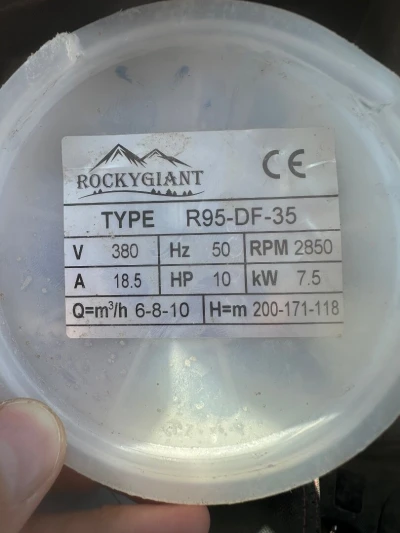 ROCKYGIANT CE
TYPE R95-DF-35
V 380 Hz 50 RPM 2850
A 18.5 HP 10 kW 7.5
Q=m³/h 6-8-10 H=m 200-171-118